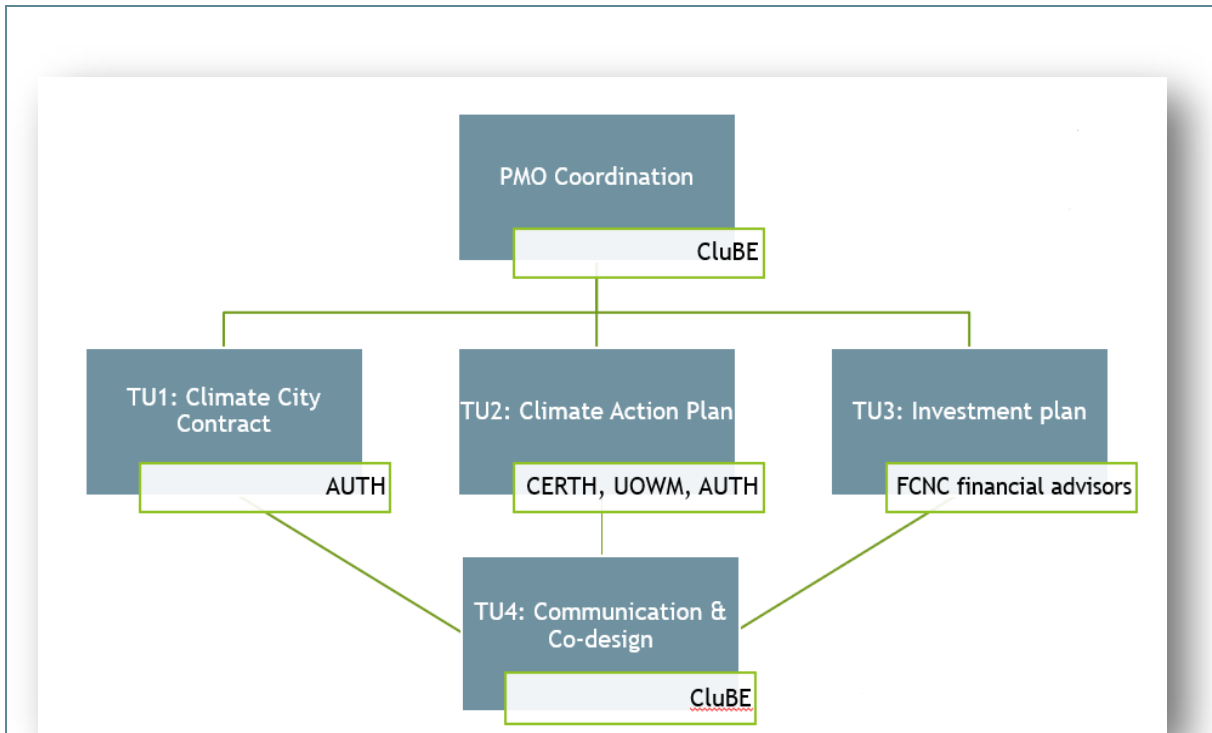 PMO Coordination
CluBE
TU1: Climate City
Contract
AUTH
TU2: Climate Action Plan
CERTH, UOWM, AUTH
TU3: Investment plan
FCNC financial advisors
TU4: Communication &
Co-design
CluBE